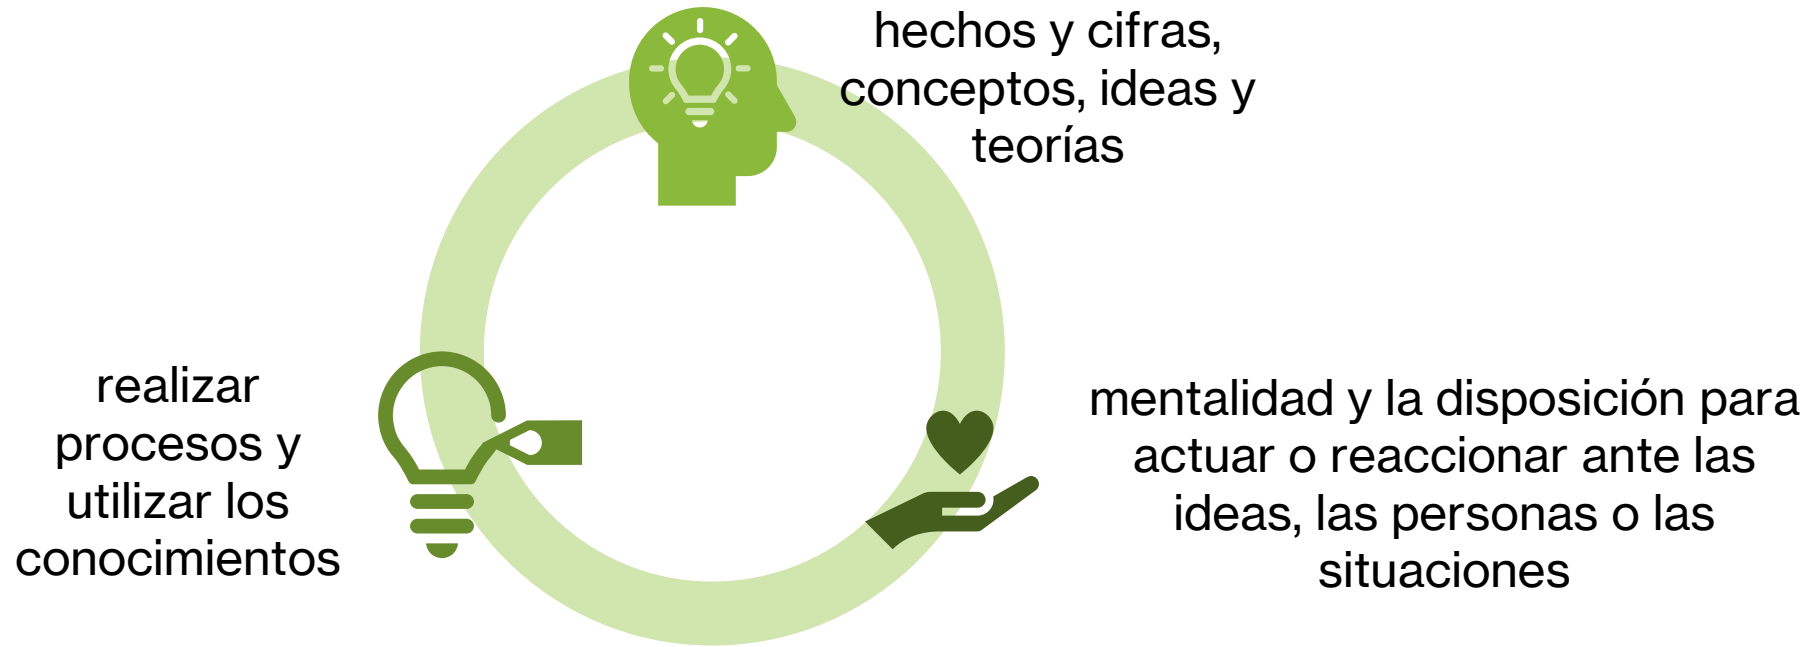 hechos y cifras,
conceptos, ideas y
teorías
realizar
procesos y
utilizar los
conocimientos
mentalidad y la disposición para
actuar o reaccionar ante las
ideas, las personas o las
situaciones